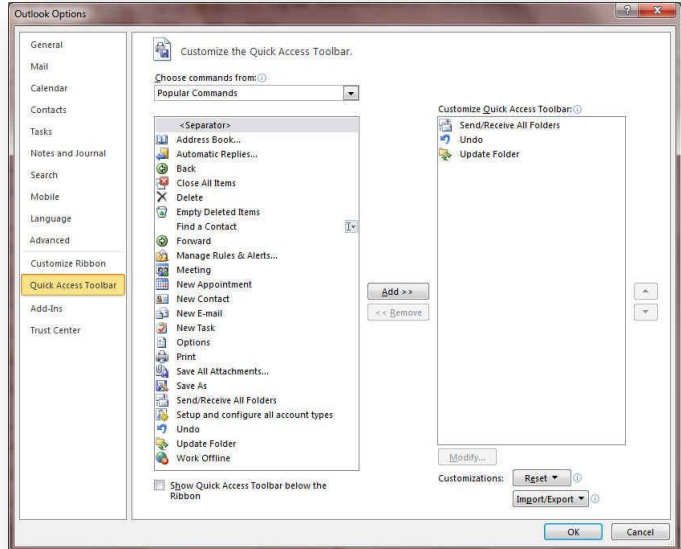 Outlook Options
General
Mail
Calendar
Contacts
Tasks
Notes and Journal
Search
Mobile
Language
Advanced
Customize Ribbon
Quick Access Toolbar
Add-Ins
Trust Center
Customize the Quick Access Toolbar.
Choose commands from:
Popular Commands
<Separator>
Address Book...
Automatic Replies...
Back
Close All Items
Delete
Empty Deleted Items
Find a Contact
Forward
Manage Rules & Alerts...
Meeting
New Appointment
New Contact
New E-mail
New Task
Options
Print
Save All Attachments...
Save As
Send/Receive All Folders
Setup and configure all account types
Undo
Update Folder
Work Offline
Show Quick Access Toolbar below the
Ribbon
Add >>
<< Remove
Customize Quick Access Toolbar:
Send/Receive All Folders
Undo
Update Folder
Modify...
Customizations:
Reset
Import/Export
OK
Cancel